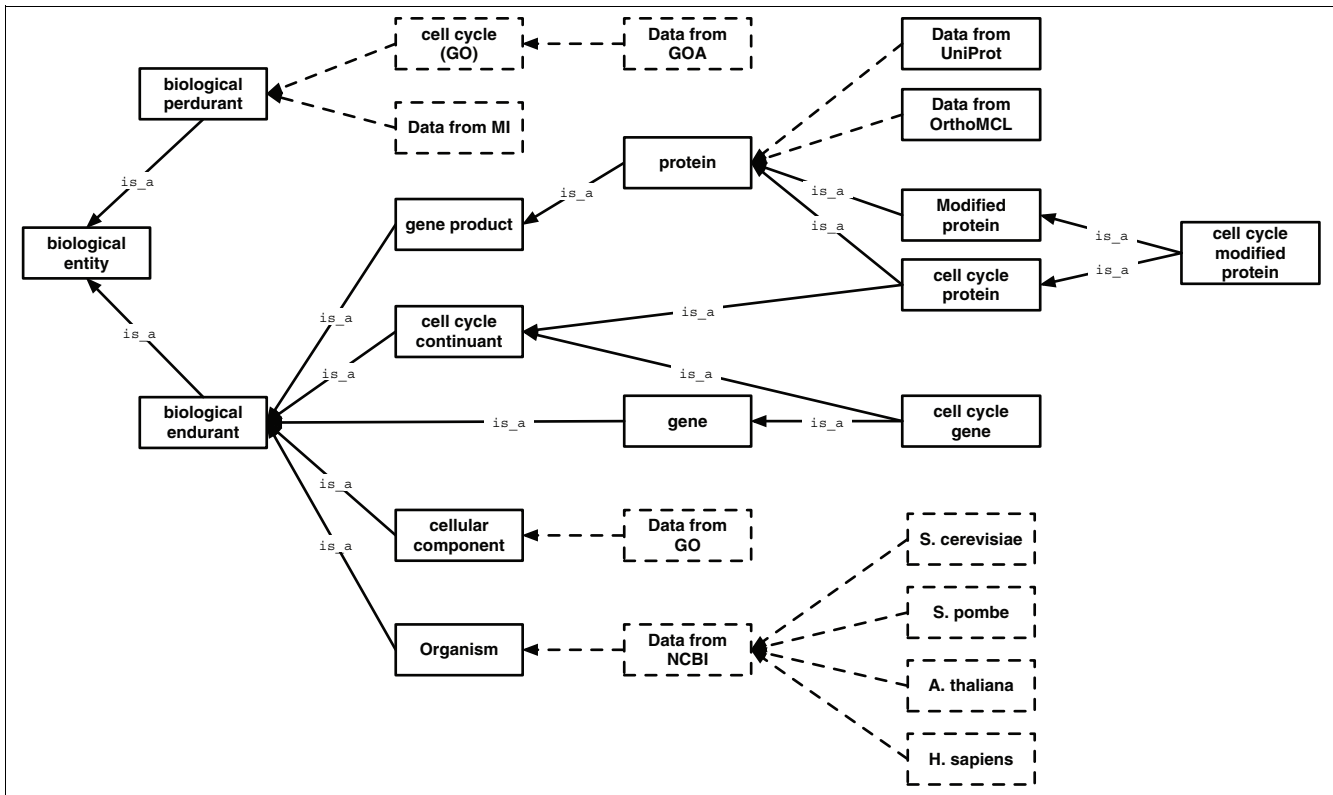 cell cycle
(GO)
Data from
GOA
Data from
UniProt
biological
perdurant
Data from MI
Data from
OrthoMCL
protein
is_a
is_a
is_a
gene product
Modified
protein
is_a
is_a
biological
entity
cell cycle
protein
is_a
cell cycle
modified
protein
is_a
is_a
is_a
cell cycle
continuant
is_a
is_a
biological
endurant
is_a
gene
is_a
cell cycle
gene
is_a
cellular
component
Data from
GO
S. cerevisiae
is_a
S. pombe
Organism
Data from
NCBI
A. thaliana
H. sapiens